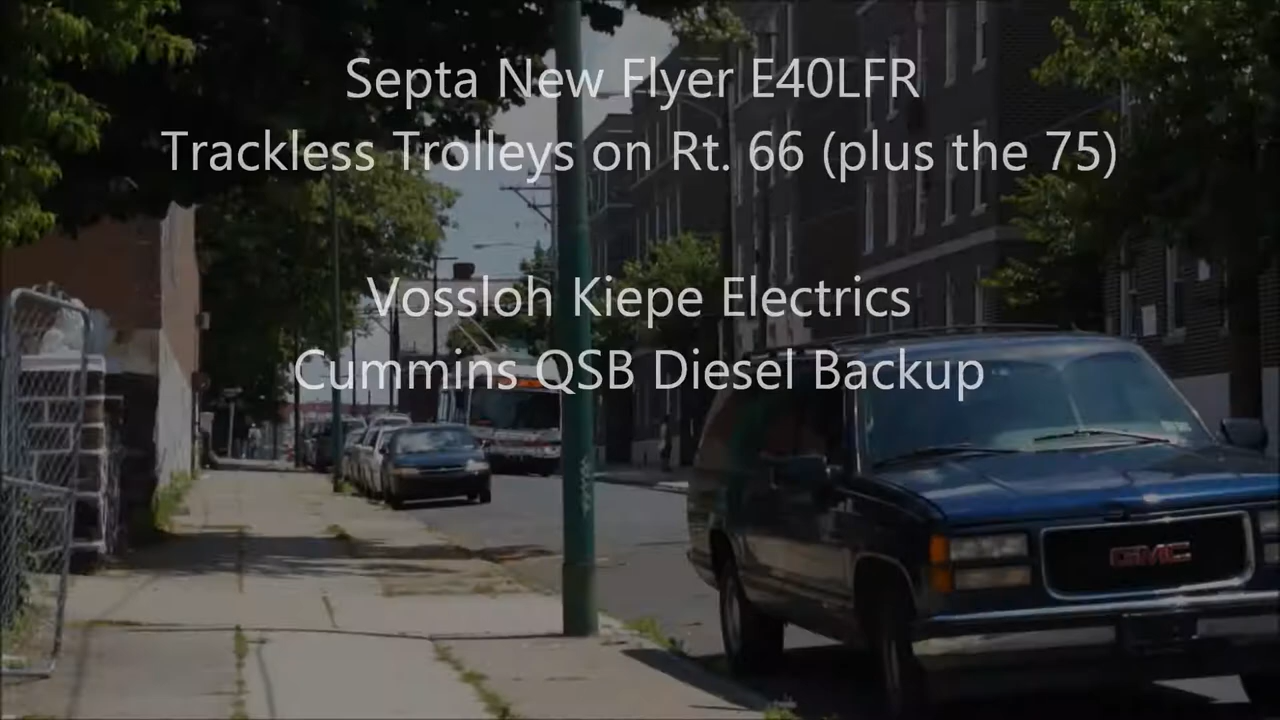 Septa New Flyer E40LFR
Trackless Trolleys on Rt. 66 (plus the 75)
Vossloh Kiepe Electrics
Cummins QSB Diesel Backup
GMC